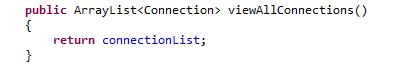 public ArrayList<Connection> viewAllConnections()
{
    return connectionList;
}